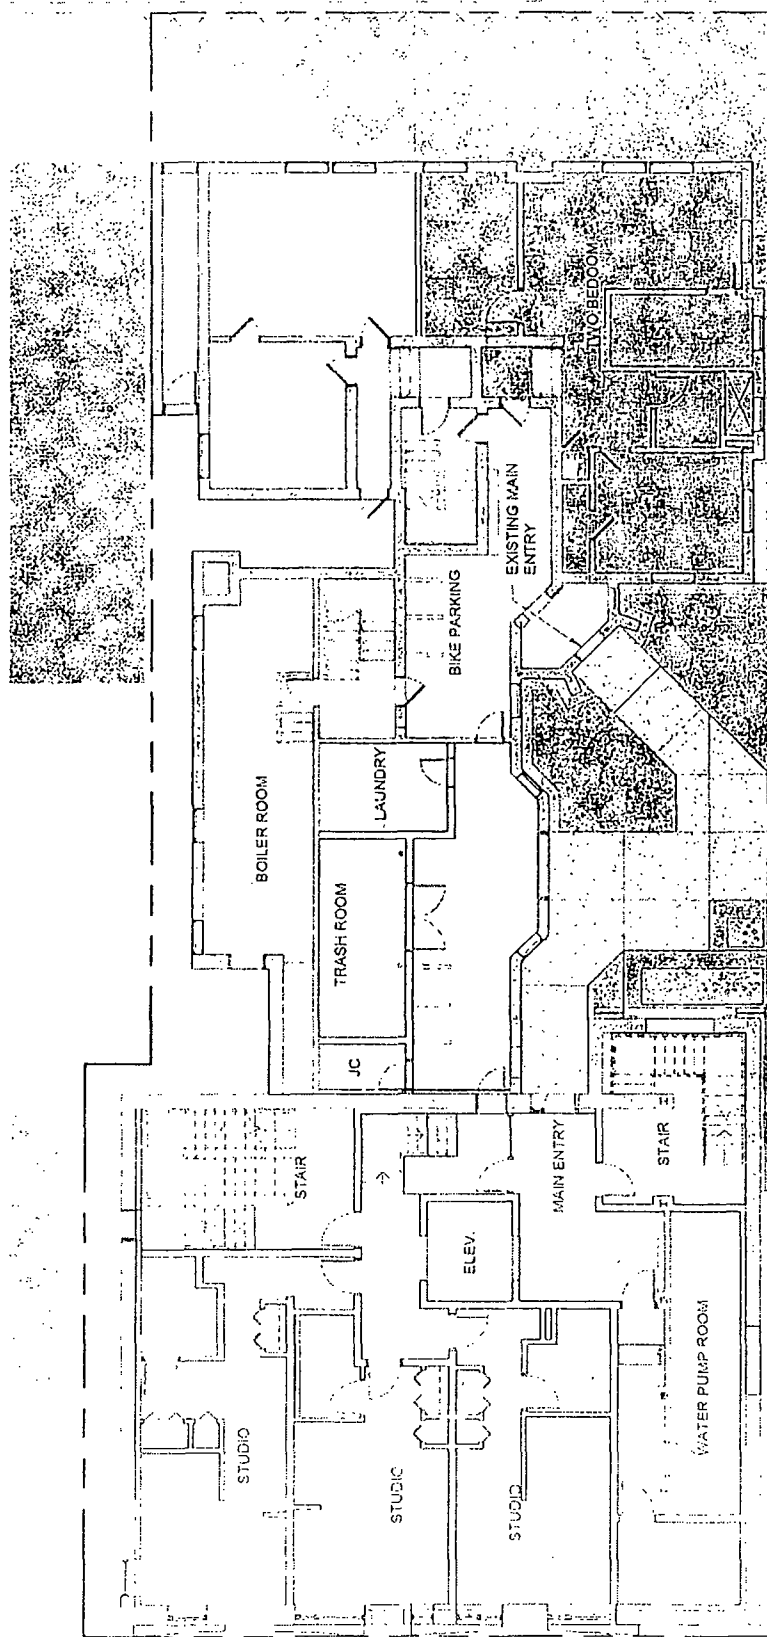 TWO BEDOOM
EXISTING MAIN
ENTRY
BIKE PARKING
LAUNDRY
BOILER ROOM
TRASH ROOM
JC
STAIR
MAIN ENTRY
STAIR
ELEV.
STUDIO
STUDIO
STUDIO
WATER PUMP ROOM